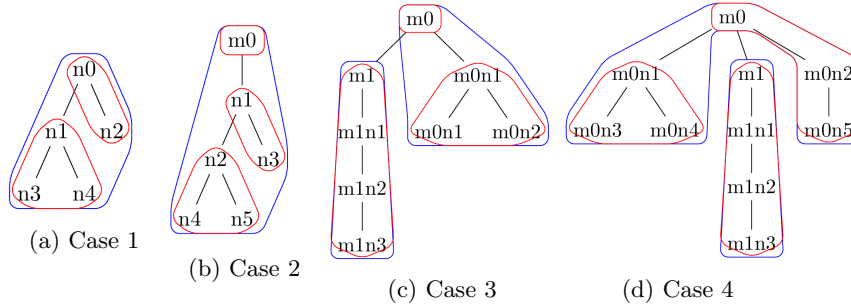 n0
n1 n2
n3 n4
(a) Case 1
m0
n1
n2 n3
n4 n5
(b) Case 2
m0
m1 m0n1
m1n1 m0n1 m0n2
m1n2
m1n3
(c) Case 3
m0
m0n1 m1 m0n2
m0n3 m0n4 m1n1 m0n5
m1n2
m1n3
(d) Case 4